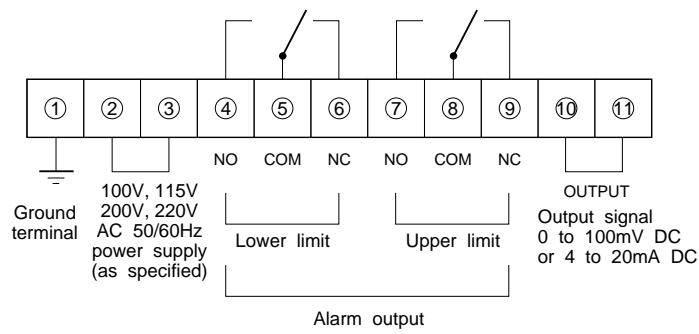 ① ② ③ ④ ⑤ ⑥ ⑦ ⑧ ⑨ ⑩ ⑪
NO COM NC NO COM NC
Ground
terminal
100V, 115V
200V, 220V
AC 50/60Hz
power supply
(as specified)
Lower limit
Upper limit
OUTPUT
Output signal
0 to 100mV DC
or 4 to 20mA DC
Alarm output